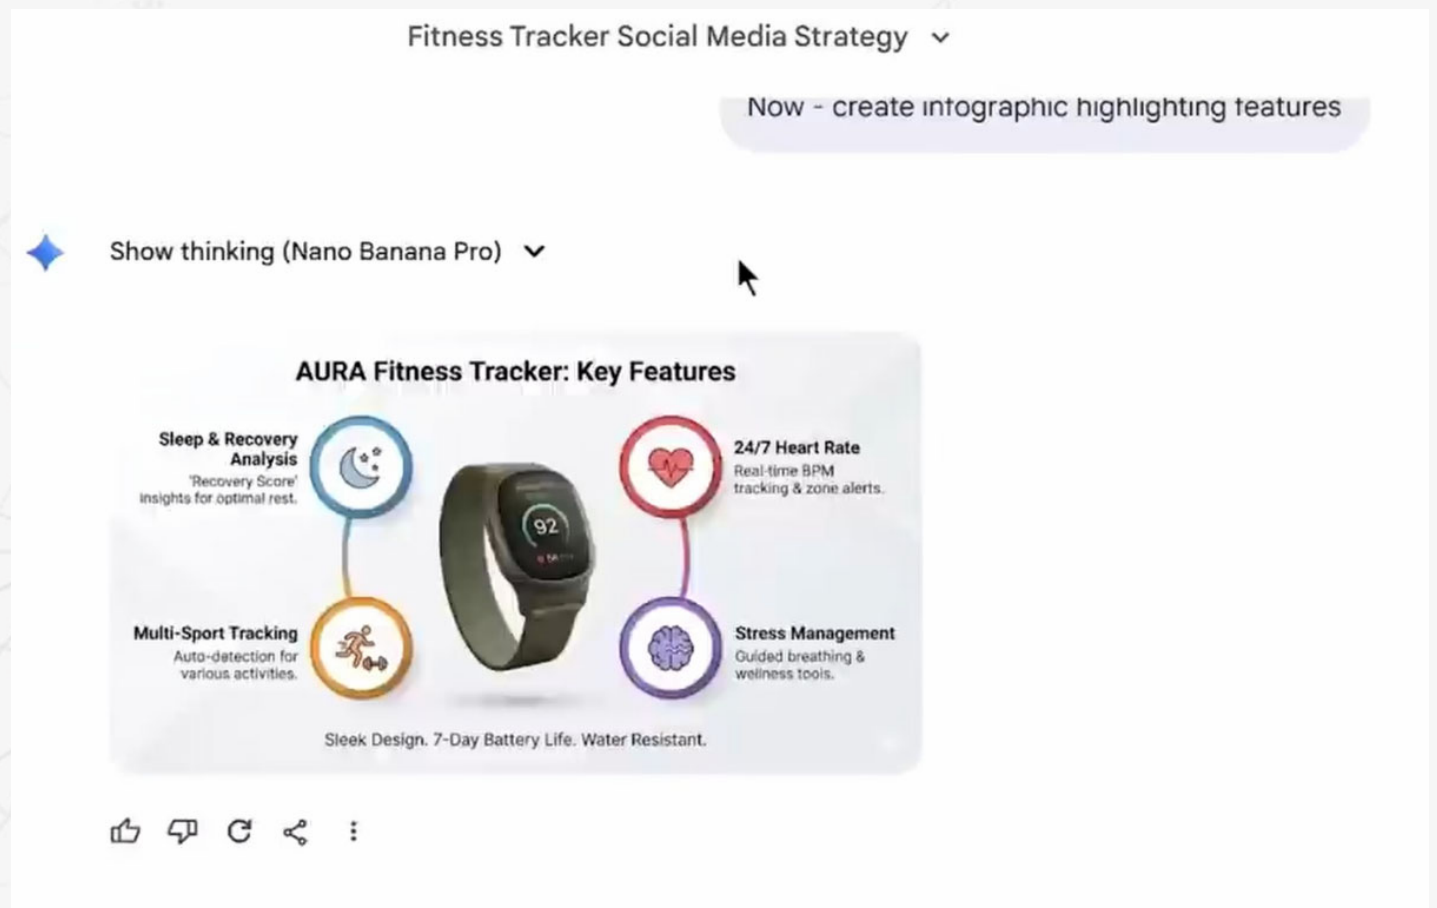 Fitness Tracker Social Media Strategy
Now - create infographic highlighting features
Show thinking (Nano Banana Pro)
AURA Fitness Tracker: Key Features
Sleep & Recovery
Analysis
'Recovery Score'
insights for optimal rest.
24/7 Heart Rate
Real-time BPM
tracking & zone alerts.
92
Multi-Sport Tracking
Auto-detection for
various activities.
Stress Management
Guided breathing &
wellness tools.
Sleek Design. 7-Day Battery Life. Water Resistant.